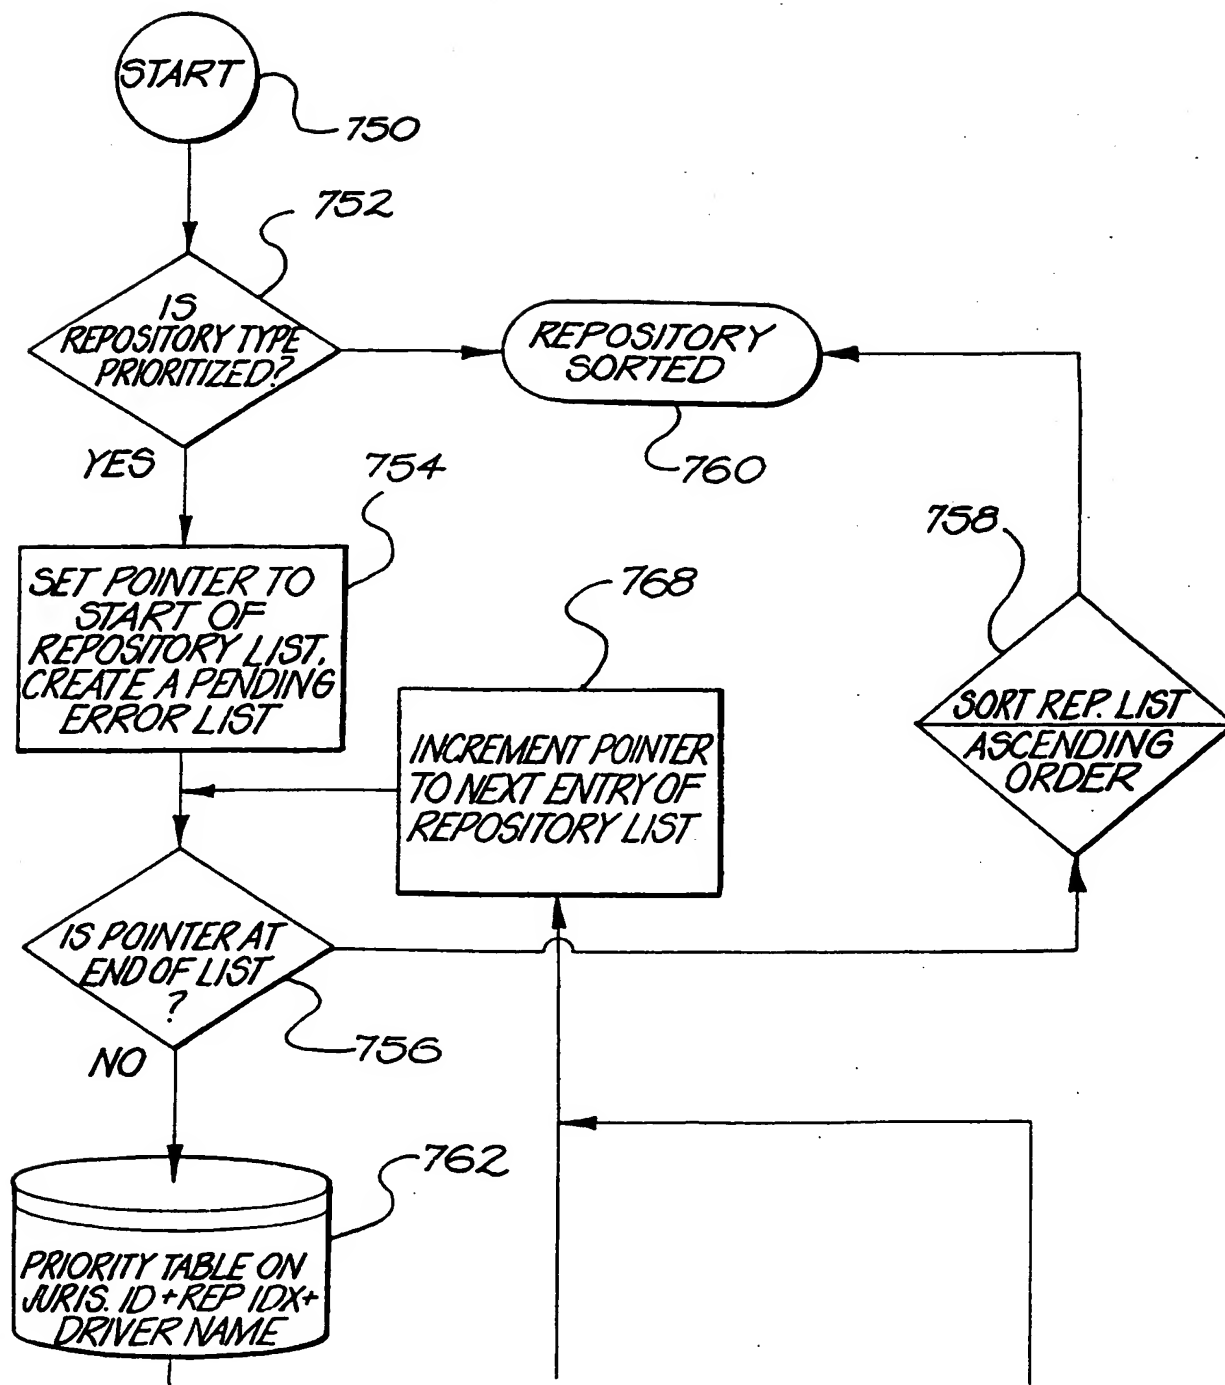 START
750
752
IS
REPOSITORY TYPE
PRIORITIZED?
REPOSITORY
SORTED
760
YES
754
758
SET POINTER TO
START OF
REPOSITORY LIST.
CREATE A PENDING
ERROR LIST
768
INCREMENT POINTER
TO NEXT ENTRY OF
REPOSITORY LIST
SORT REP. LIST
ASCENDING
ORDER
IS POINTER AT
END OF LIST
?
756
NO
762
PRIORITY TABLE ON
JURIS. ID+REP IDX+
DRIVER NAME